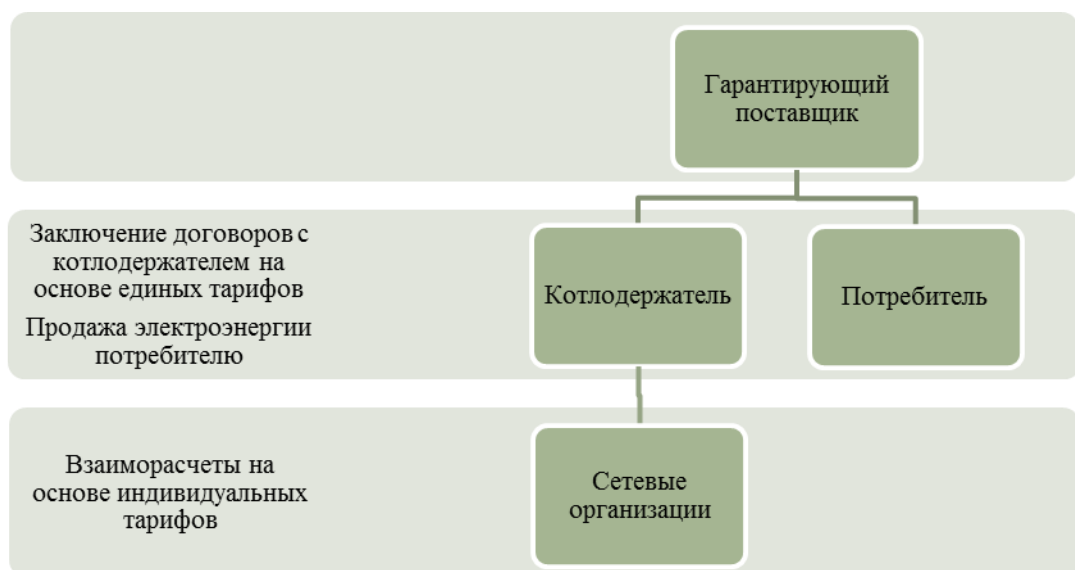 Гарантирующий
поставщик
Заключение договоров с
котлодержателем на
основе единых тарифов
Продажа электроэнергии
потребителю
Котлодержатель
Потребитель
Взаиморасчеты на
основе индивидуальных
тарифов
Сетевые
организации